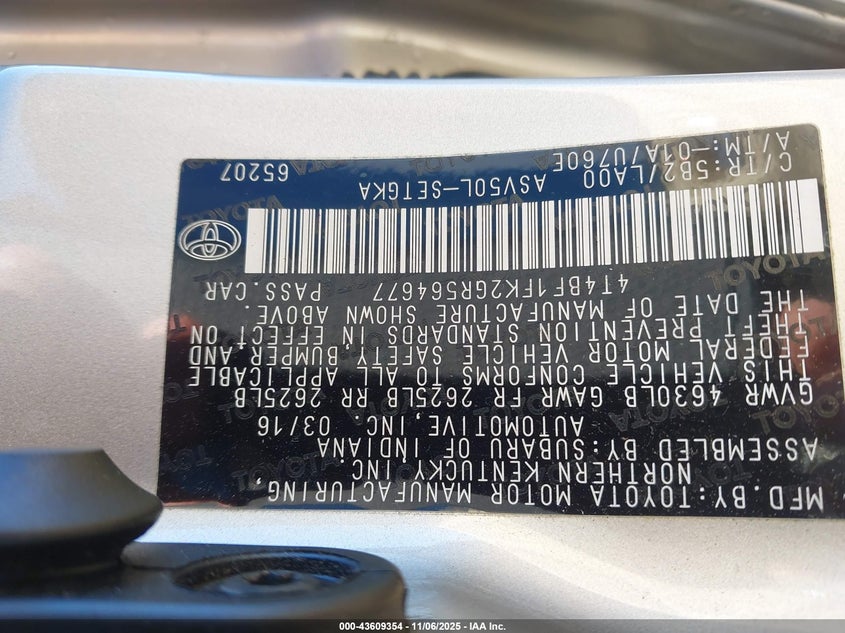 MFD.BY:TOYOTA MOTOR MANUFACTURING,
NORTHERN KENTUCKY,INC.
ASSEMBLED BY:SUBARU OF INDIANA
AUTOMOTIVE,INC. 03/16
GVWR 4630LB GAWR FR 2625LB RR 2625LB
THIS VEHICLE CONFORMS TO ALL APPLICABLE
FEDERAL MOTOR VEHICLE SAFETY,BUMPER,AND
THEFT PREVENTION STANDARDS IN EFFECT ON
THE DATE OF MANUFACTURE SHOWN ABOVE.
4T4BF1FK2GR564677 PASS.CAR
ASV50L-SETGKA
C/TR:5B2/LA00
A/TM:-01A/U760E
65207
000-43609354 - 11/06/2025 - IAA Inc.